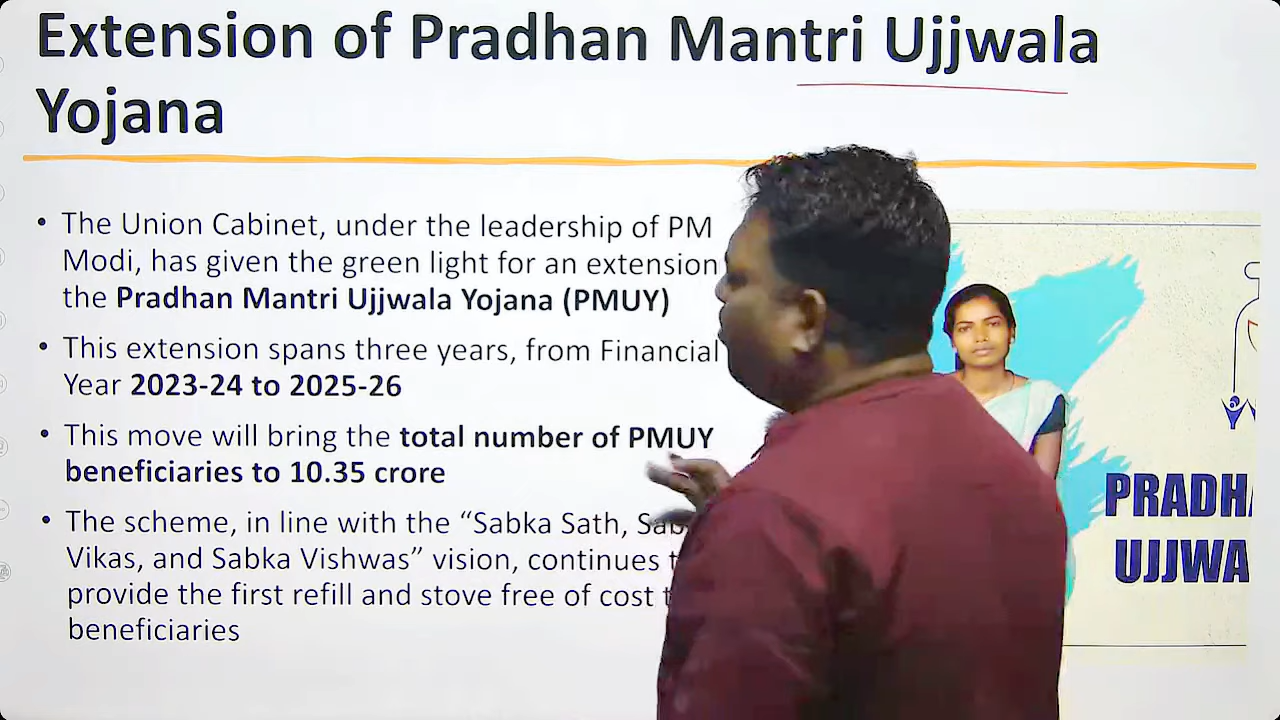 Extension of Pradhan Mantri Ujjwala
Yojana
• The Union Cabinet, under the leadership of PM
Modi, has given the green light for an extension
the Pradhan Mantri Ujjwala Yojana (PMUY)
• This extension spans three years, from Financial
Year 2023-24 to 2025-26
• This move will bring the total number of PMUY
beneficiaries to 10.35 crore
• The scheme, in line with the “Sabka Sath,
Vikas, and Sabka Vishwas” vision, continues
provide the first refill and stove free of cost
beneficiaries